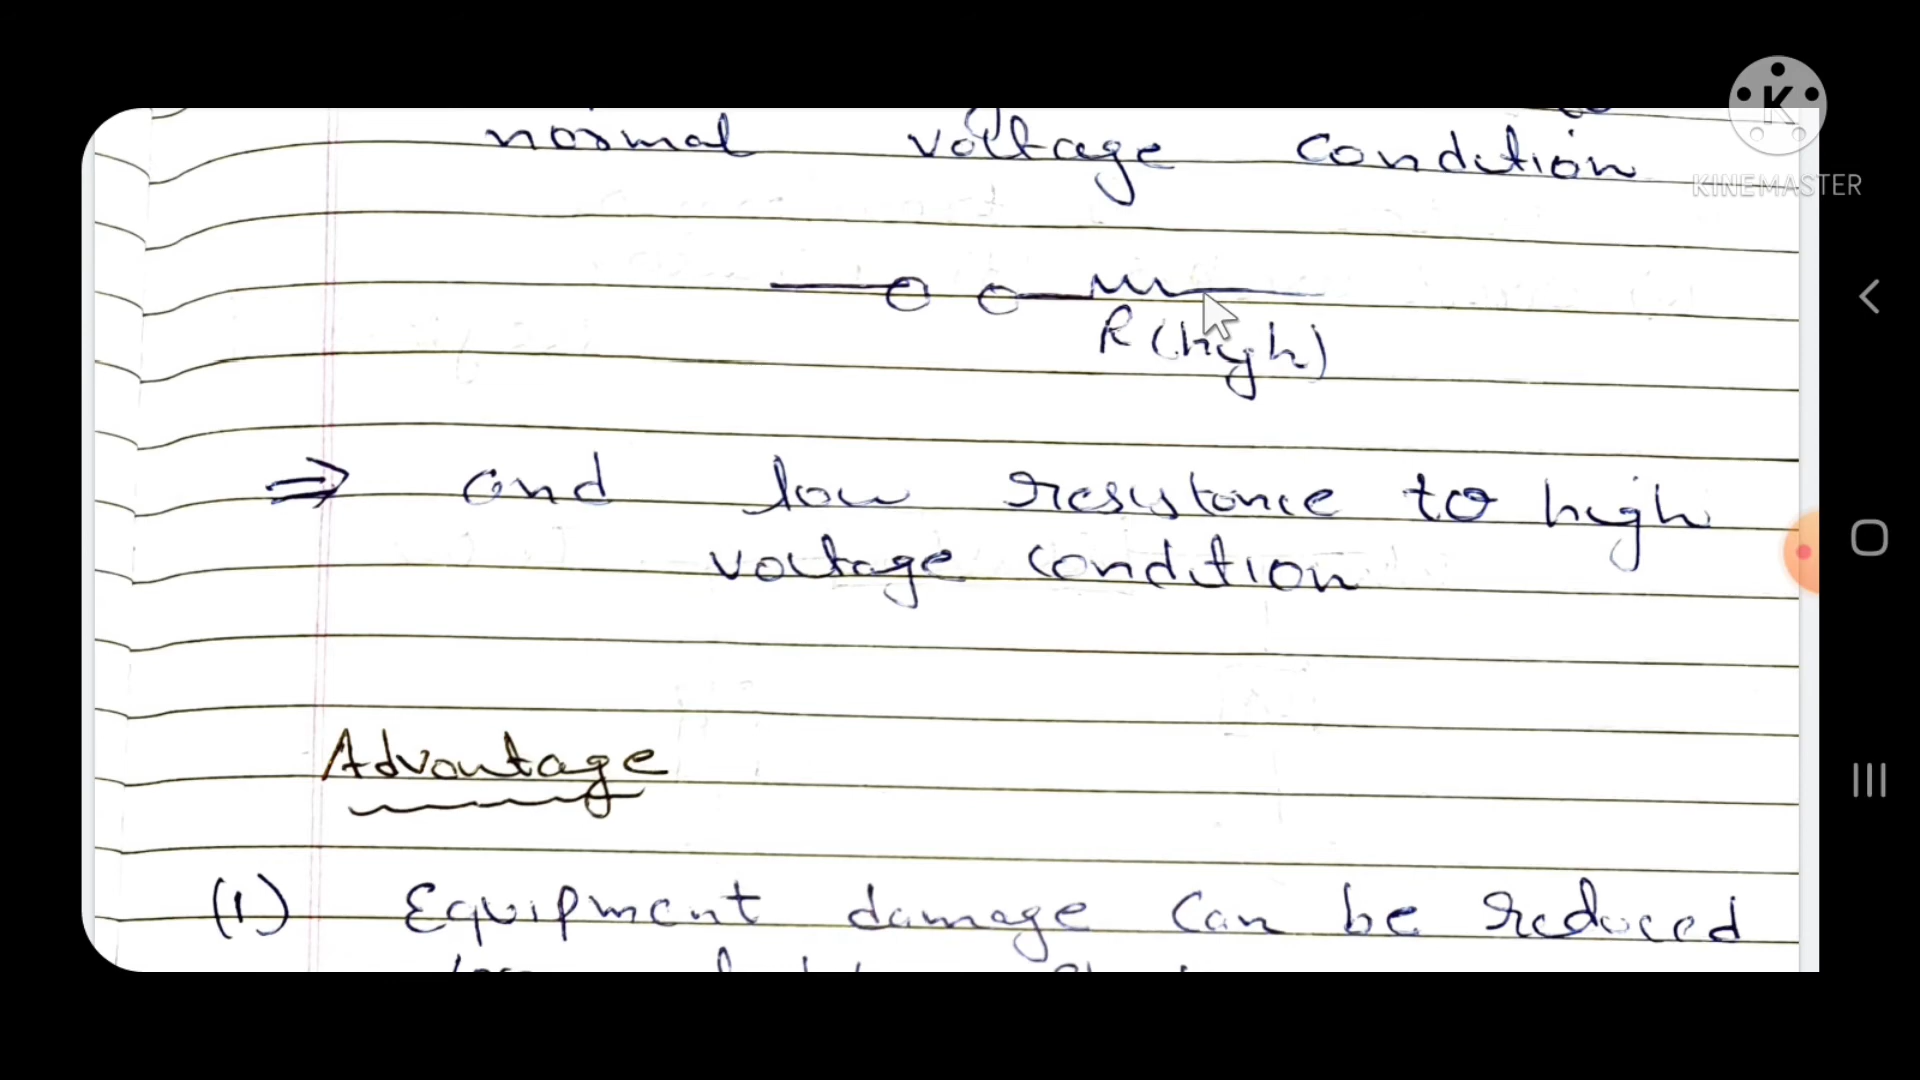 normal voltage condition
R (high)
⇒ and low resistance to high
voltage condition
Advantage
(1) Equipment damage can be reduced
K
KINEMASTER